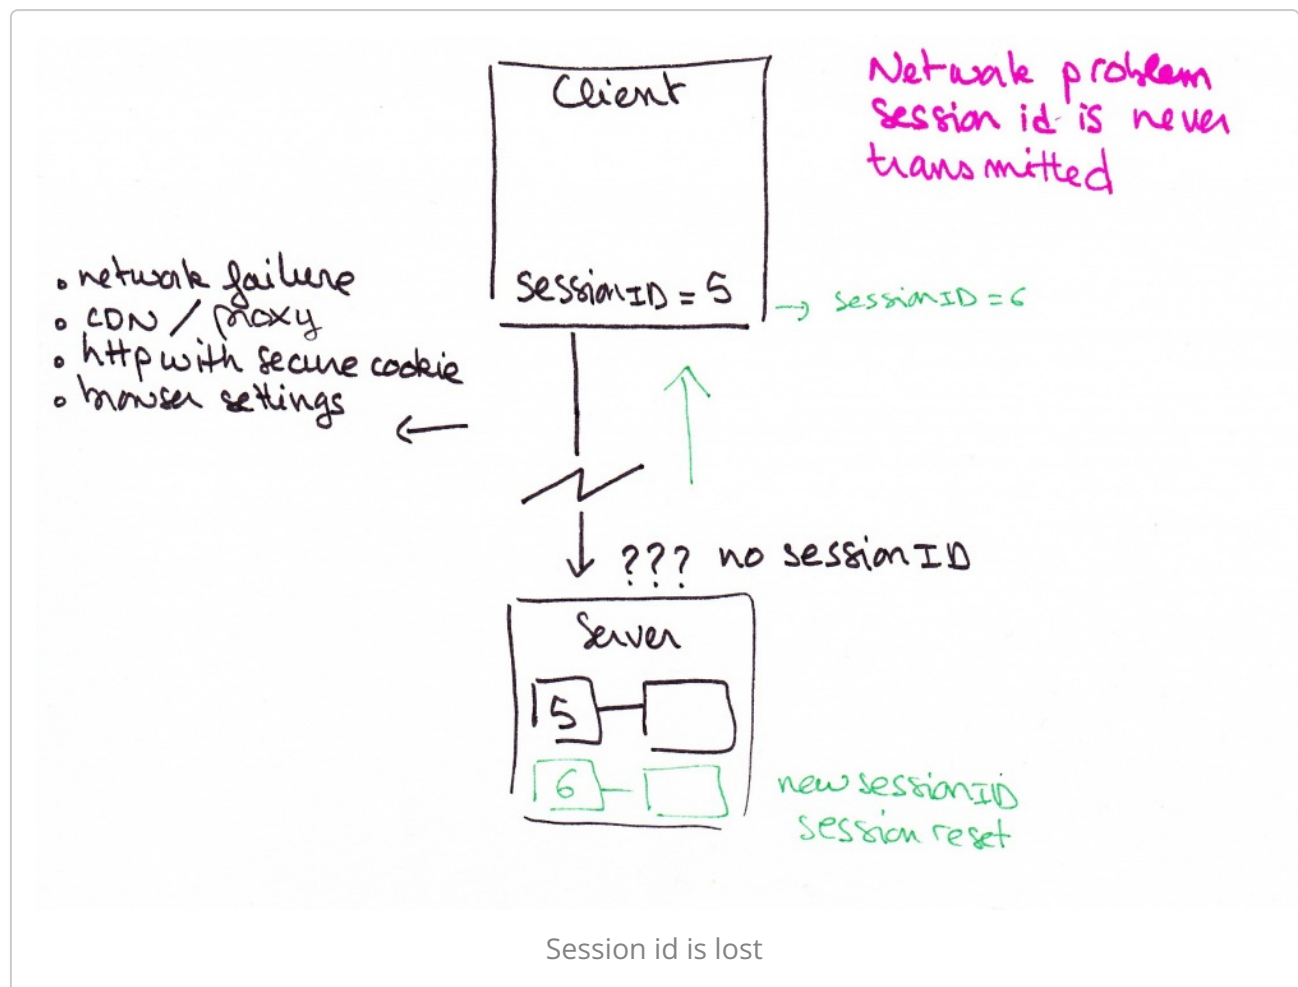 Client
Network problem
session id is never
transmitted
sessionID = 5
→ sessionID = 6
• network failure
• CDN / proxy
• http with secure cookie
• browser settings
??? no sessionID
Server
5
6
new sessionID
session reset
Session id is lost